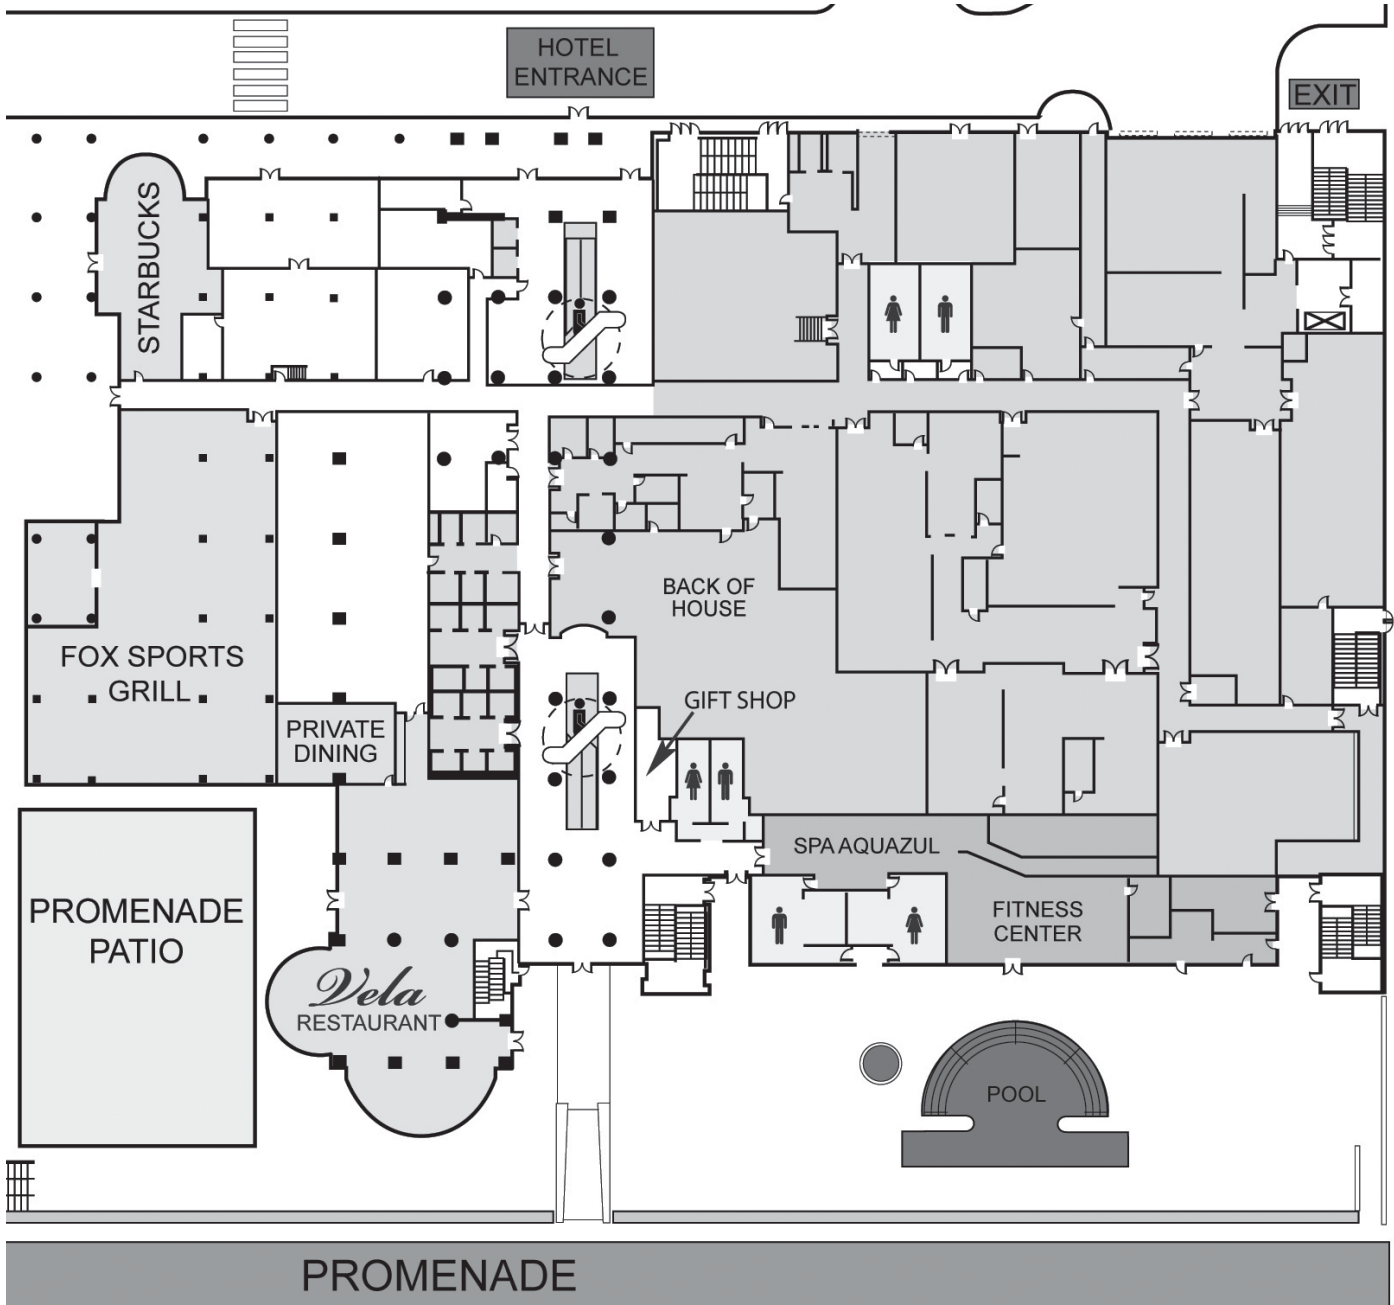 HOTEL
ENTRANCE
EXIT
STARBUCKS
BACK OF
HOUSE
FOX SPORTS
GRILL
GIFT SHOP
PRIVATE
DINING
SPA AQUAZUL
PROMENADE
PATIO
FITNESS
CENTER
Vela
RESTAURANT
POOL
PROMENADE